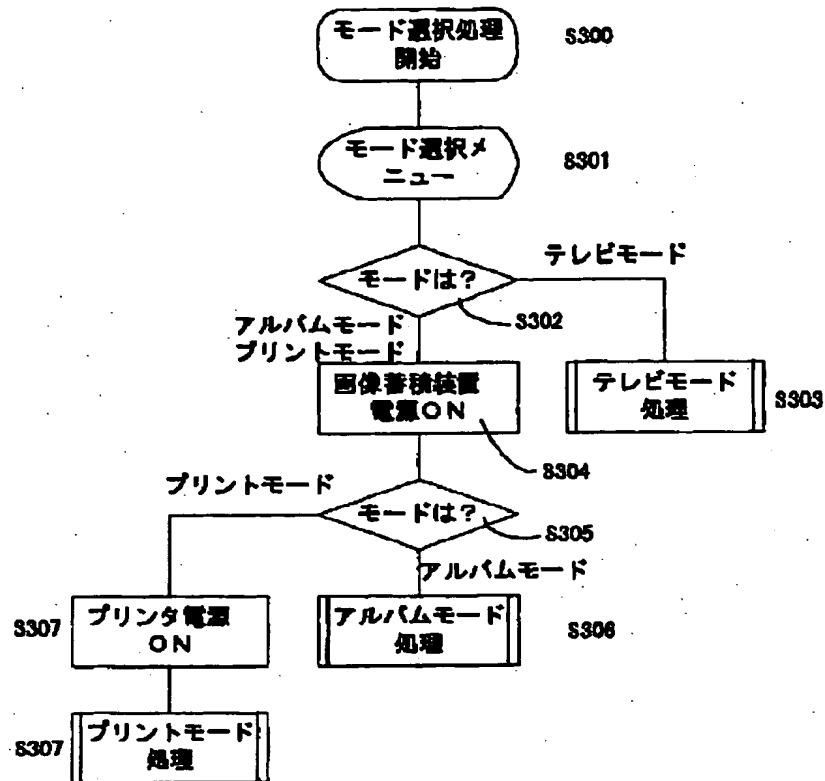 モード選択処理
開始
S300
モード選択メ
ニュー
S301
テレビモード
モードは？
S302
アルバムモード
プリントモード
画像蓄積装置
電源ON
テレビモード
処理
S303
S304
プリントモード
モードは？
S305
アルバムモード
S307
プリンタ電源
ON
アルバムモード
処理
S306
S307
プリントモード
処理